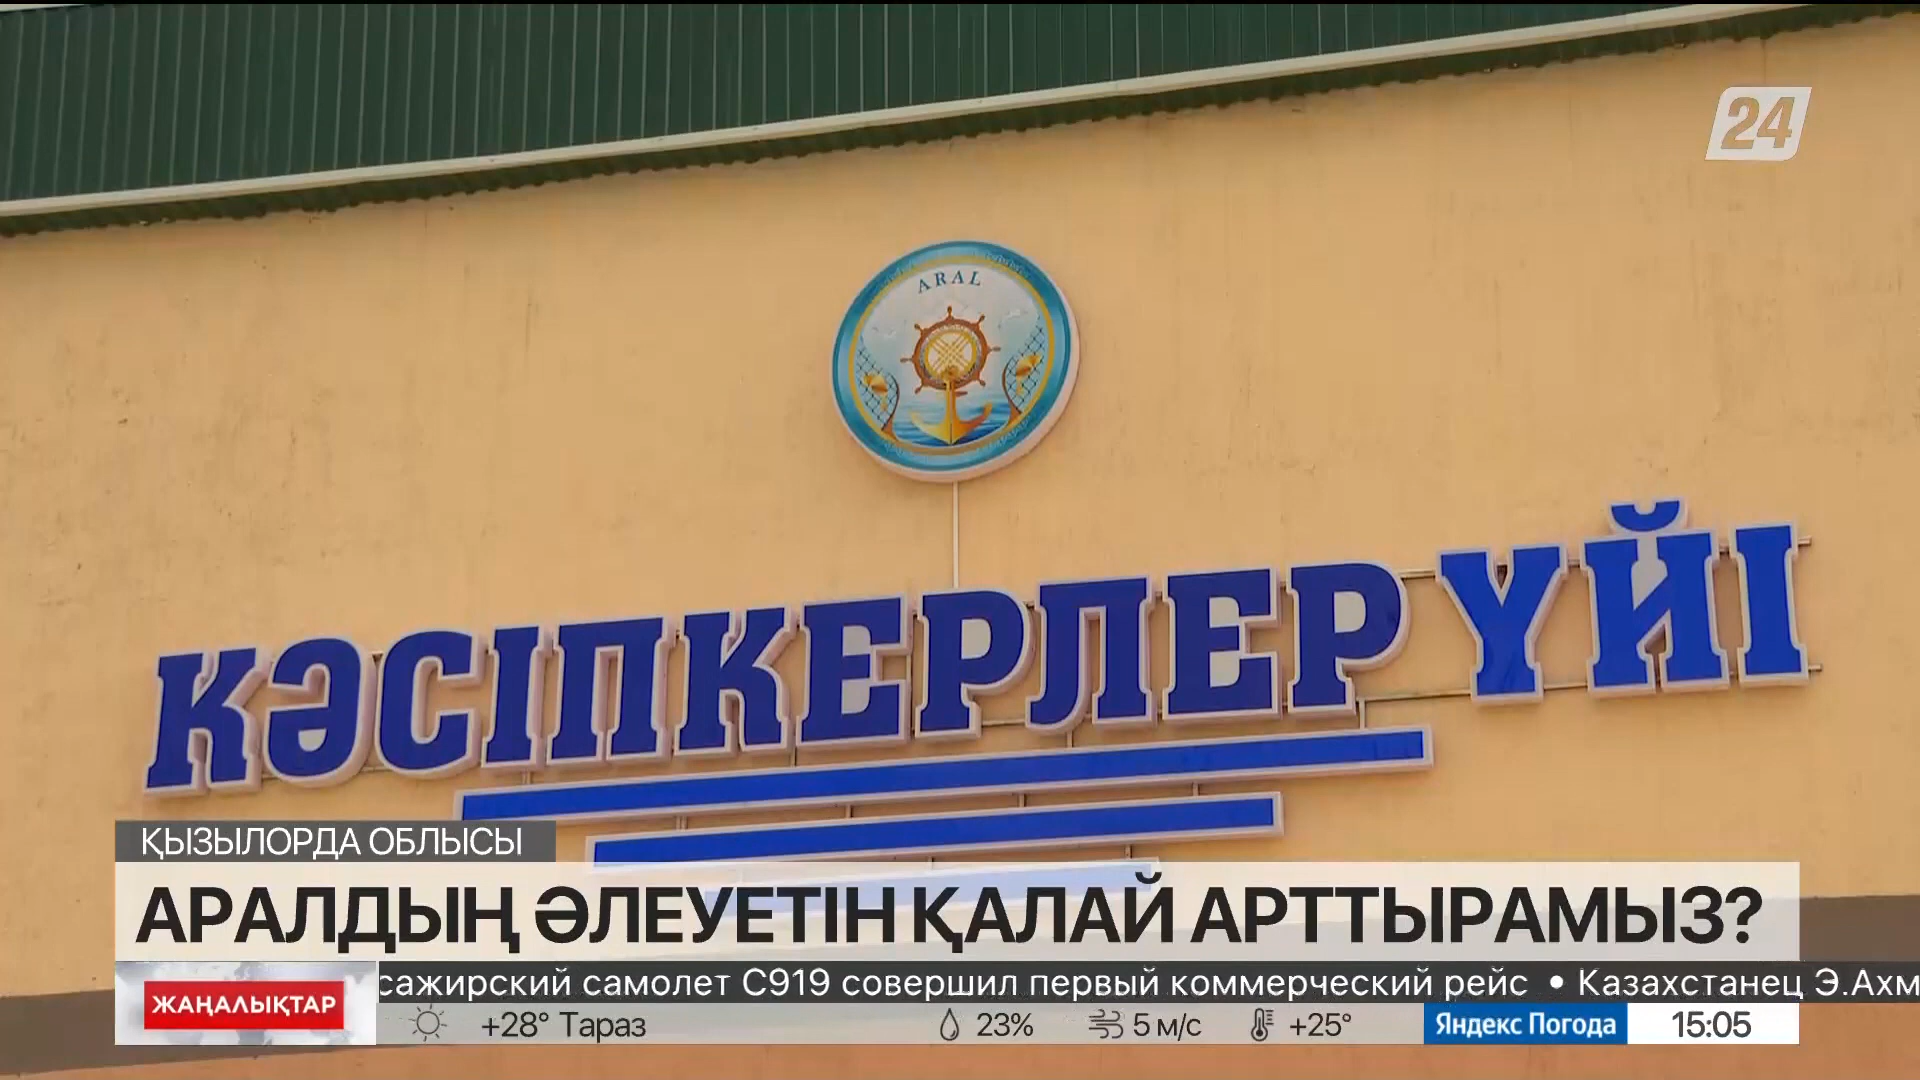 24
ARAL
КӘСІПКЕРЛЕР ҮЙІ
ҚЫЗЫЛОРДА ОБЛЫСЫ
АРАЛДЫҢ ӘЛЕУЕТІН ҚАЛАЙ АРТТЫРАМЫЗ?
сажирский самолет С919 совершил первый коммерческий рейс • Казахстанец Э.Ахм
ЖАҢАЛЫҚТАР
+28° Тараз 23% 5 м/с +25° Яндекс Погода 15:05